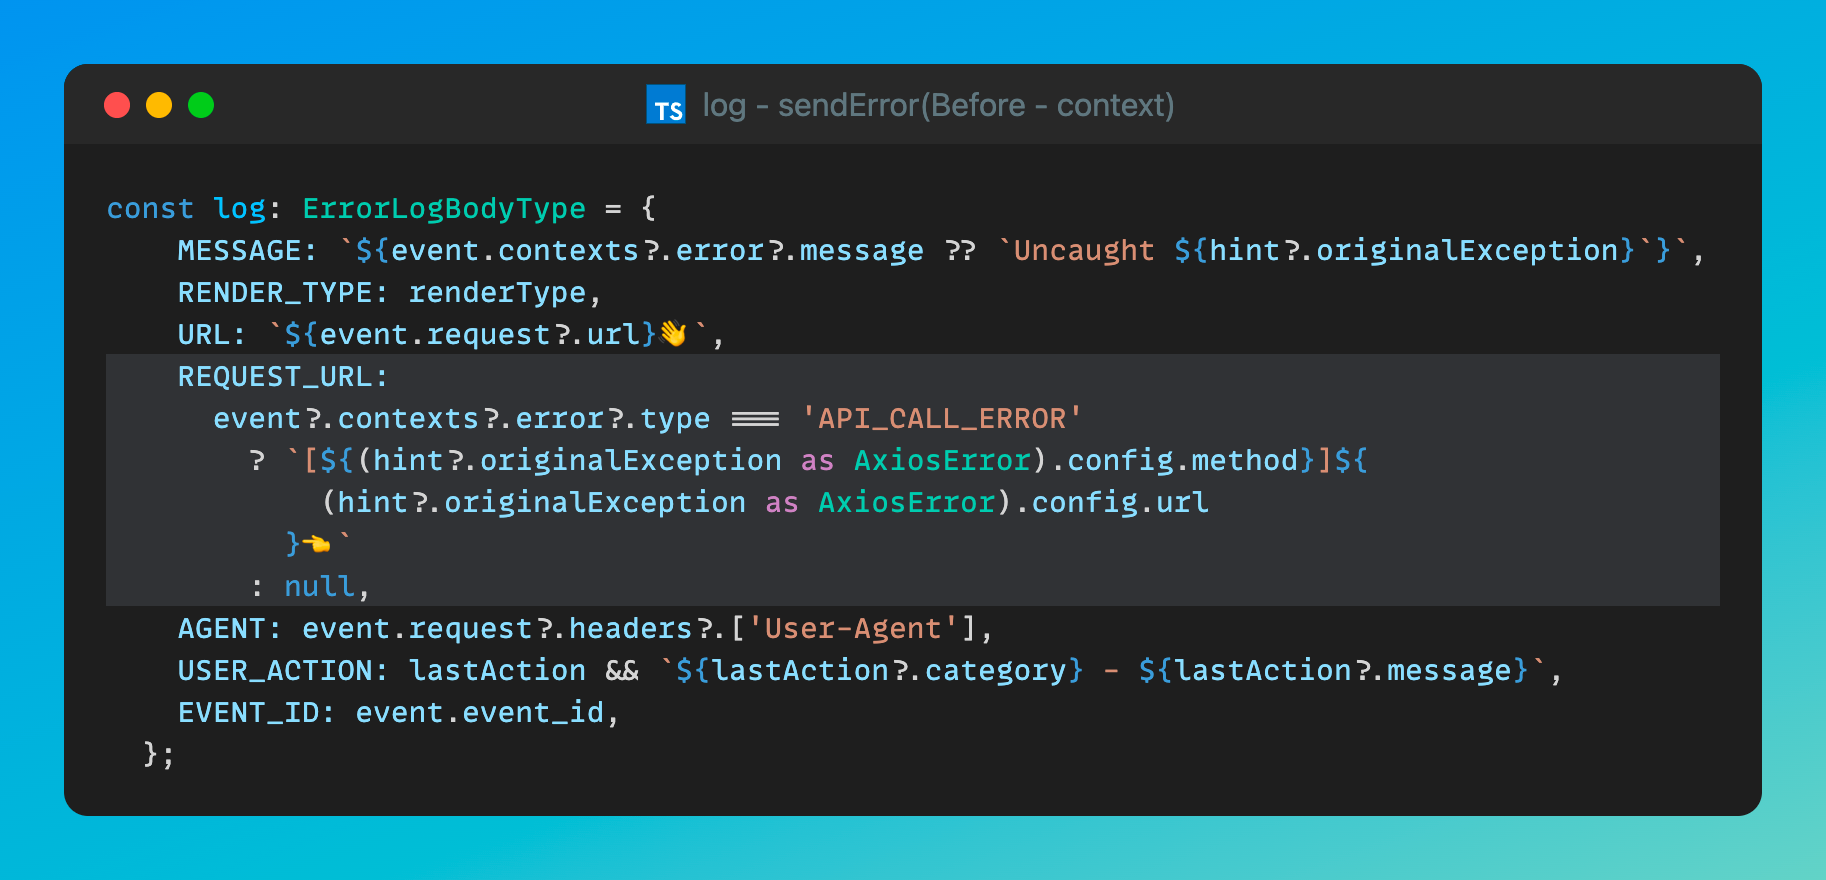 TS log - sendError(Before - context)
const log: ErrorLogBodyType = {
    MESSAGE: `${event.contexts?.error?.message ?? `Uncaught ${hint?.originalException}`}`,
    RENDER_TYPE: renderType,
    URL: `${event.request?.url}👋`,
    REQUEST_URL:
      event?.contexts?.error?.type === 'API_CALL_ERROR'
        ? `[${(hint?.originalException as AxiosError).config.method}]${
            (hint?.originalException as AxiosError).config.url
          }👈`
        : null,
    AGENT: event.request?.headers?.['User-Agent'],
    USER_ACTION: lastAction && `${lastAction?.category} - ${lastAction?.message}`,
    EVENT_ID: event.event_id,
  };